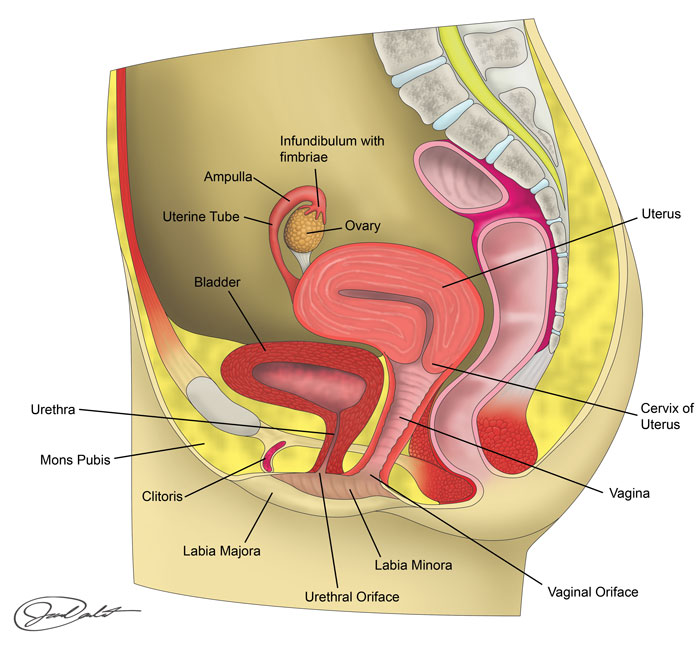 Infundibulum with
fimbriae
Ampulla
Uterine Tube
Ovary
Uterus
Bladder
Urethra
Cervix of
Uterus
Mons Pubis
Clitoris
Vagina
Labia Majora
Labia Minora
Urethral Oriface
Vaginal Oriface